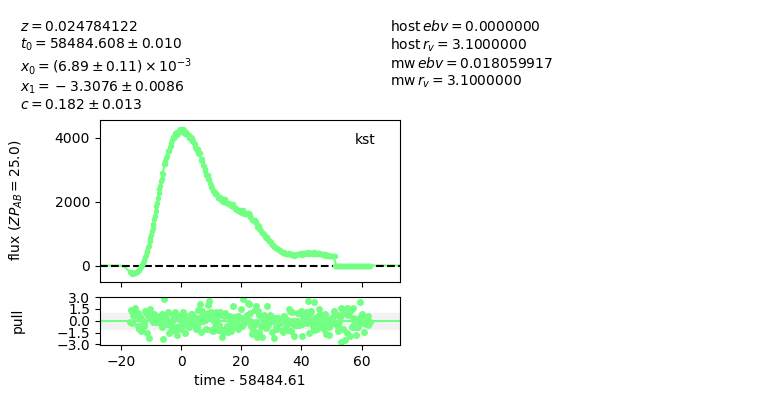 z = 0.024784122
t₀ = 58484.608 ± 0.010
x₀ = (6.89 ± 0.11) × 10⁻³
x₁ = −3.3076 ± 0.0086
c = 0.182 ± 0.013
host ebv = 0.0000000
host r_v = 3.1000000
mw ebv = 0.018059917
mw r_v = 3.1000000
kst
flux (ZP_AB = 25.0)
4000
2000
0
pull
3.0
1.5
0.0
−1.5
−3.0
−20 0 20 40 60
time - 58484.61